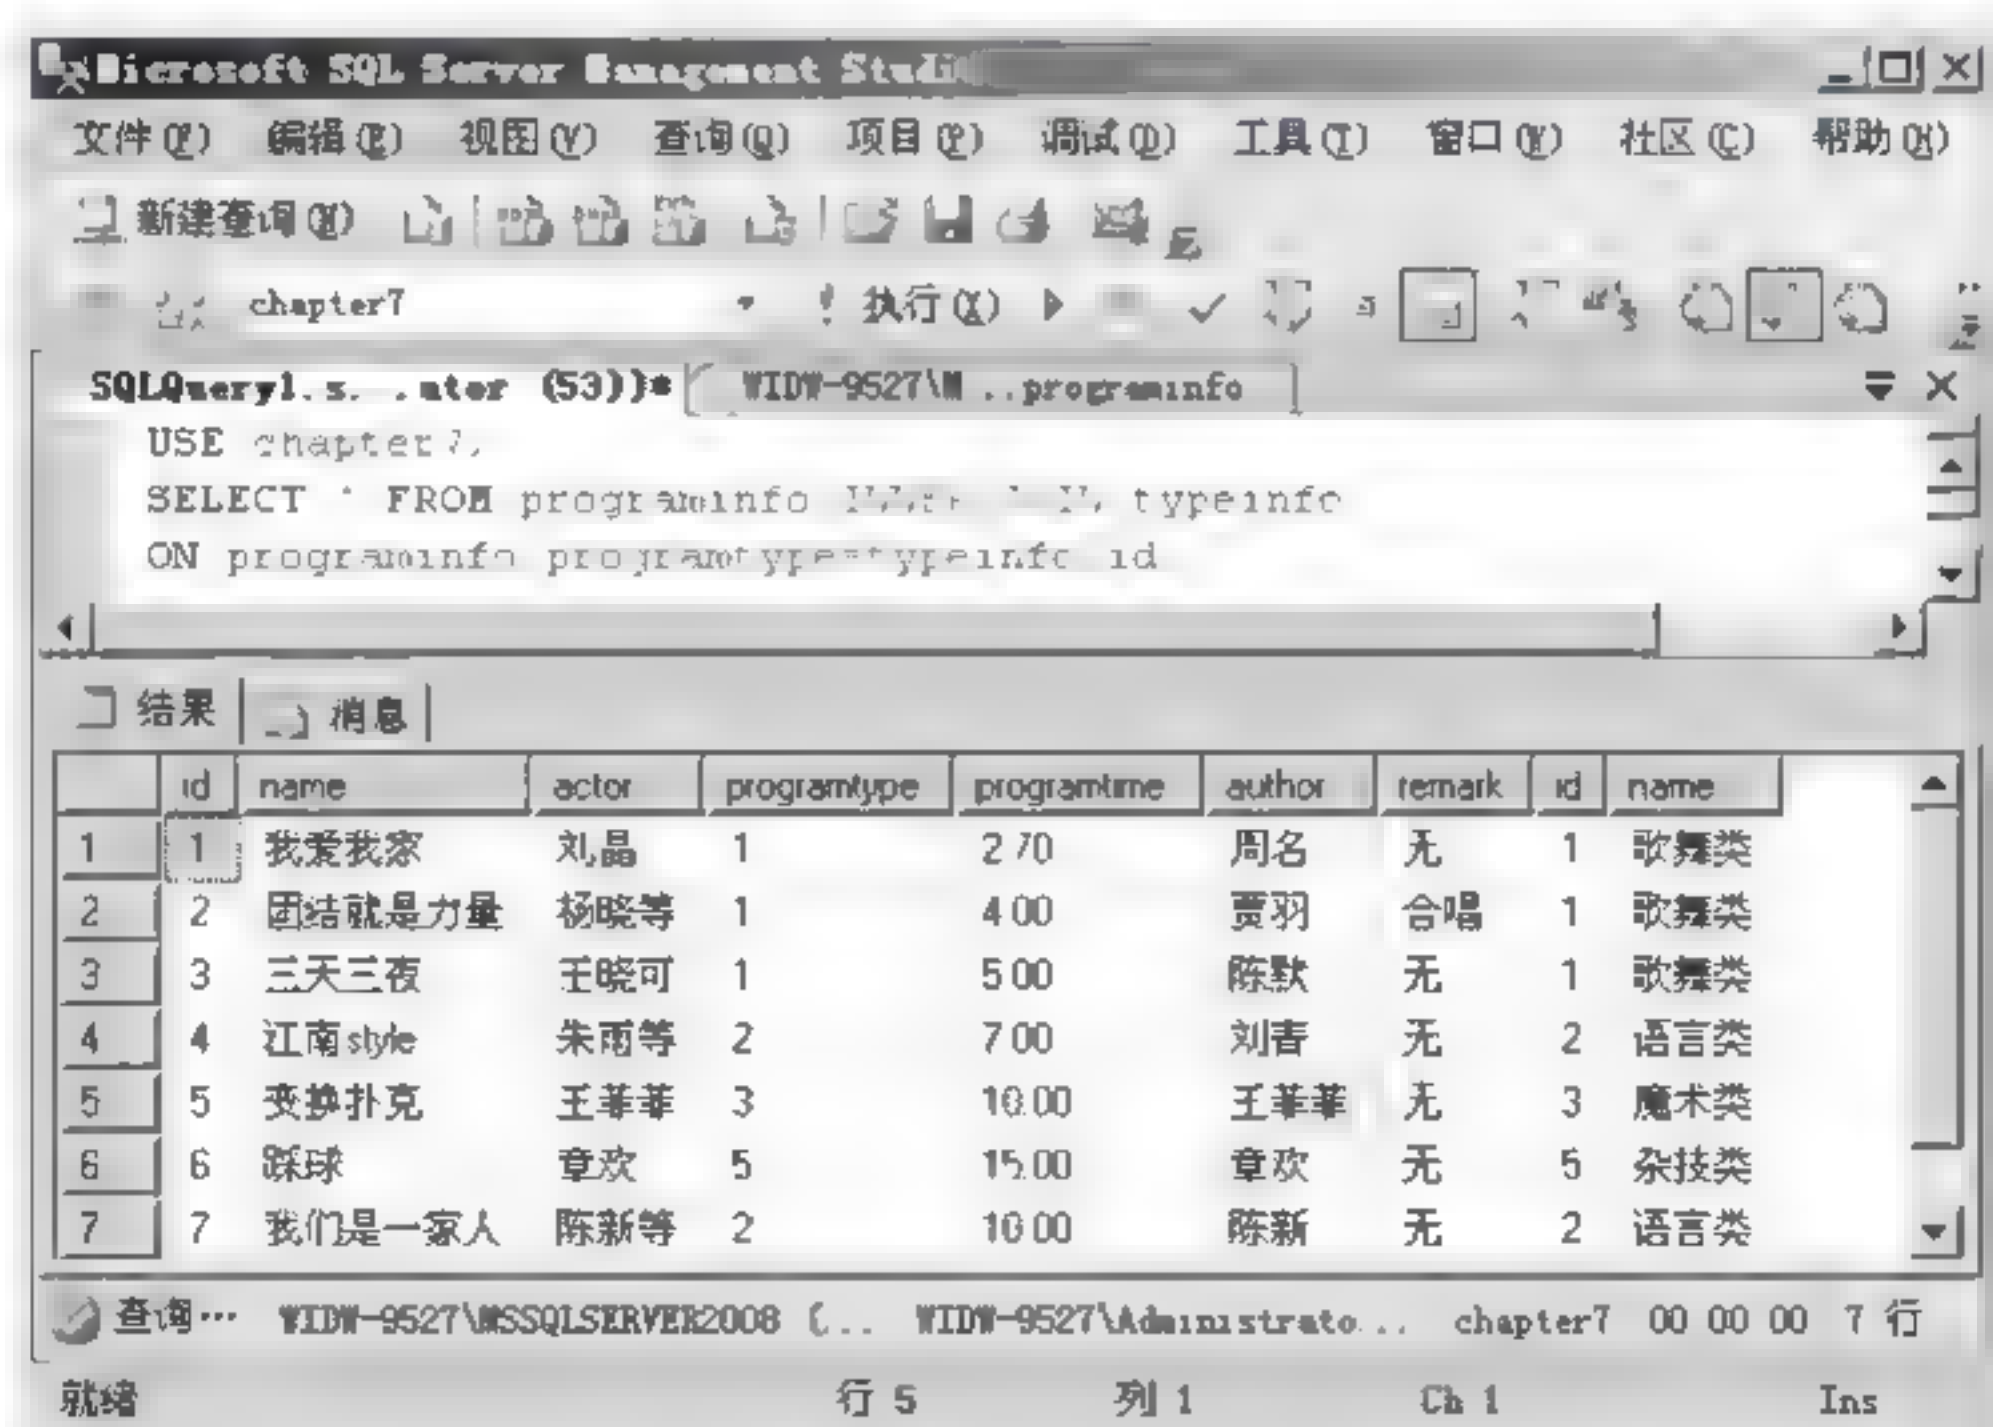 Microsoft SQL Server Management Studio
文件(F) 编辑(E) 视图(V) 查询(Q) 项目(P) 调试(D) 工具(T) 窗口(W) 社区(C) 帮助(H)
新建查询(N)
chapter7 执行(X)
SQLQuery1.s...ator (53))* WIDW-9527\M...programinfo
USE chapter7;
SELECT * FROM programinfo typeinfo
ON programinfo.programtype=typeinfo.id
结果 消息
id name actor programtype programtime author remark id name
1 1 我爱我家 刘晶 1 2.70 周名 无 1 歌舞类
2 2 团结就是力量 杨晓等 1 4.00 贾羽 合唱 1 歌舞类
3 3 三天三夜 王晓可 1 5.00 陈默 无 1 歌舞类
4 4 江南style 朱雨等 2 7.00 刘春 无 2 语言类
5 5 变换扑克 王菲菲 3 10.00 王菲菲 无 3 魔术类
6 6 踩球 章欢 5 15.00 章欢 无 5 杂技类
7 7 我们是一家人 陈新等 2 10.00 陈新 无 2 语言类
查询… WIDW-9527\MSSQLSERVER2008 (... WIDW-9527\Administrato... chapter7 00:00:00 7 行
就绪 行 5 列 1 Ch 1 Ins